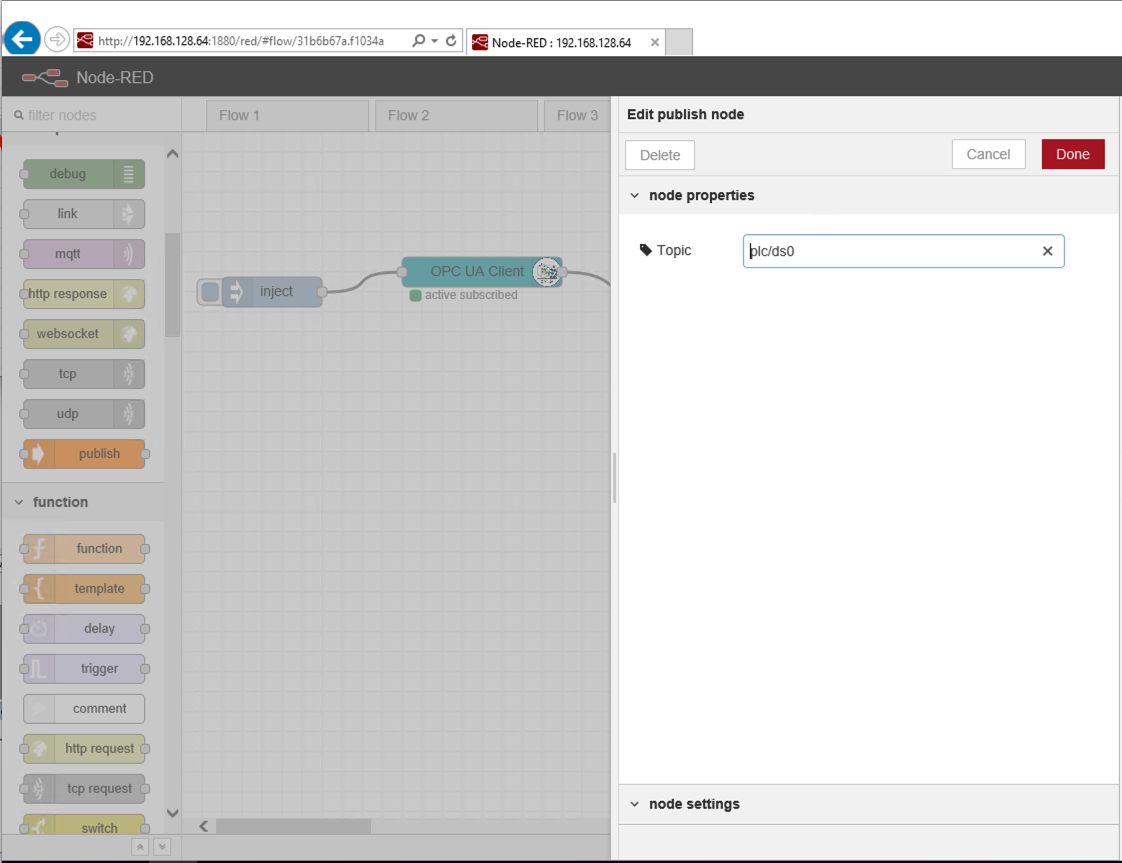 http://192.168.128.64:1880/red/#flow/31b6b67a.f1034a
Node-RED : 192.168.128.64
Node-RED
filter nodes
Flow 1
Flow 2
Flow 3
debug
link
mqtt
http response
websocket
tcp
udp
publish
function
function
template
delay
trigger
comment
http request
tcp request
switch
inject
OPC UA Client
active subscribed
Edit publish node
Delete
Cancel
Done
node properties
Topic
plc/ds0
node settings